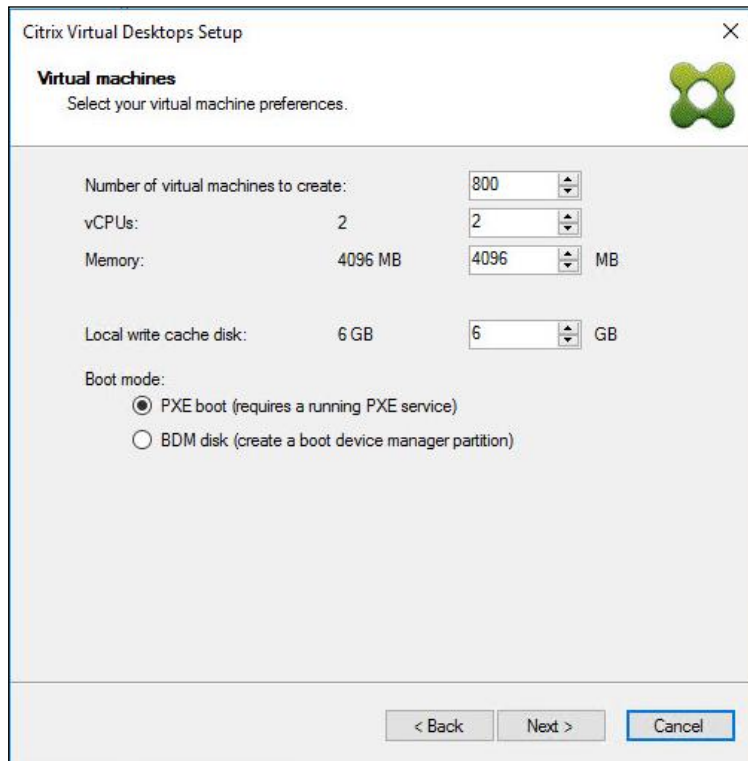 Citrix Virtual Desktops Setup
Virtual machines
Select your virtual machine preferences.
Number of virtual machines to create: 800
vCPUs: 2 2
Memory: 4096 MB 4096 MB
Local write cache disk: 6 GB 6 GB
Boot mode:
PXE boot (requires a running PXE service)
BDM disk (create a boot device manager partition)
< Back Next > Cancel